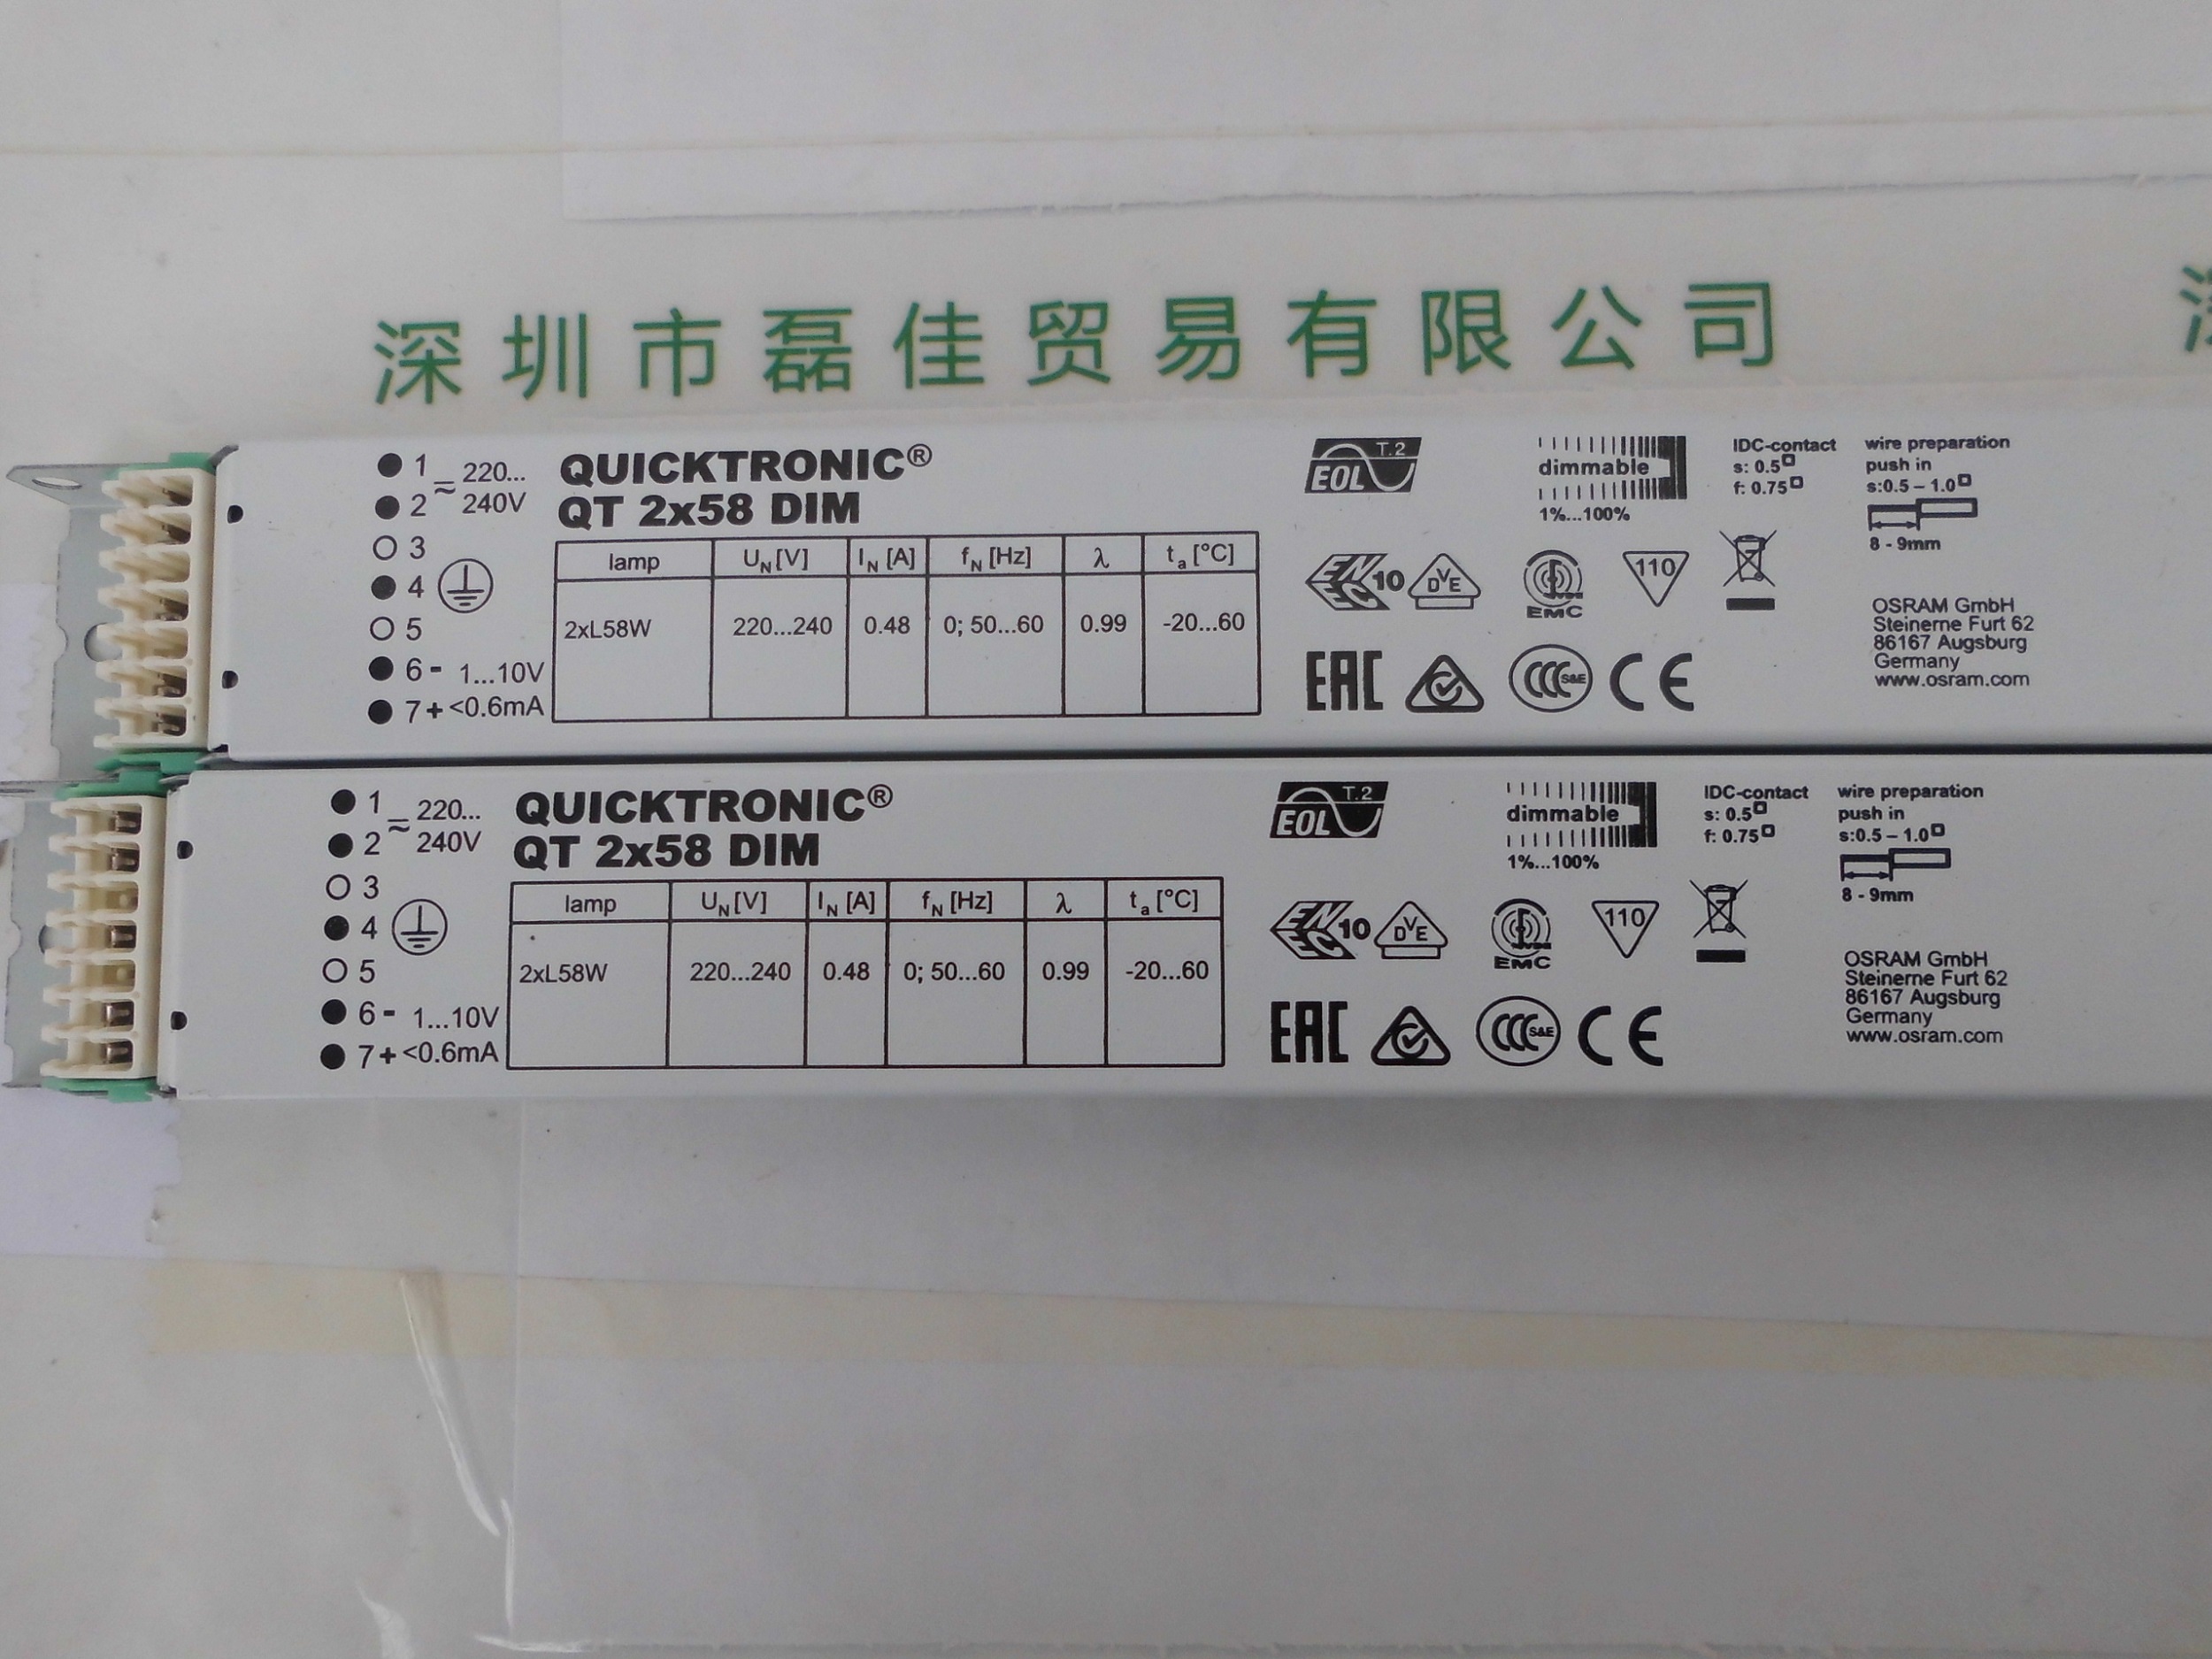 深圳市磊佳贸易有限公司
1 220...
2 240V
3
4
5
6 - 1...10V
7 + <0.6mA
QUICKTRONIC®
QT 2x58 DIM
lamp UN [V] IN [A] fN [Hz] λ ta [°C]
2xL58W 220...240 0.48 0; 50...60 0.99 -20...60
EOL T.2
dimmable
1%...100%
IDC-contact
s: 0.5
f: 0.75
wire preparation
push in
s:0.5 – 1.0
8 - 9mm
ENEC 10 DVE EMC 110
EAC CCC S&E CE
OSRAM GmbH
Steinerne Furt 62
86167 Augsburg
Germany
www.osram.com
1 220...
2 240V
3
4
5
6 - 1...10V
7 + <0.6mA
QUICKTRONIC®
QT 2x58 DIM
lamp UN [V] IN [A] fN [Hz] λ ta [°C]
2xL58W 220...240 0.48 0; 50...60 0.99 -20...60
EOL T.2
dimmable
1%...100%
IDC-contact
s: 0.5
f: 0.75
wire preparation
push in
s:0.5 – 1.0
8 - 9mm
ENEC 10 DVE EMC 110
EAC CCC S&E CE
OSRAM GmbH
Steinerne Furt 62
86167 Augsburg
Germany
www.osram.com